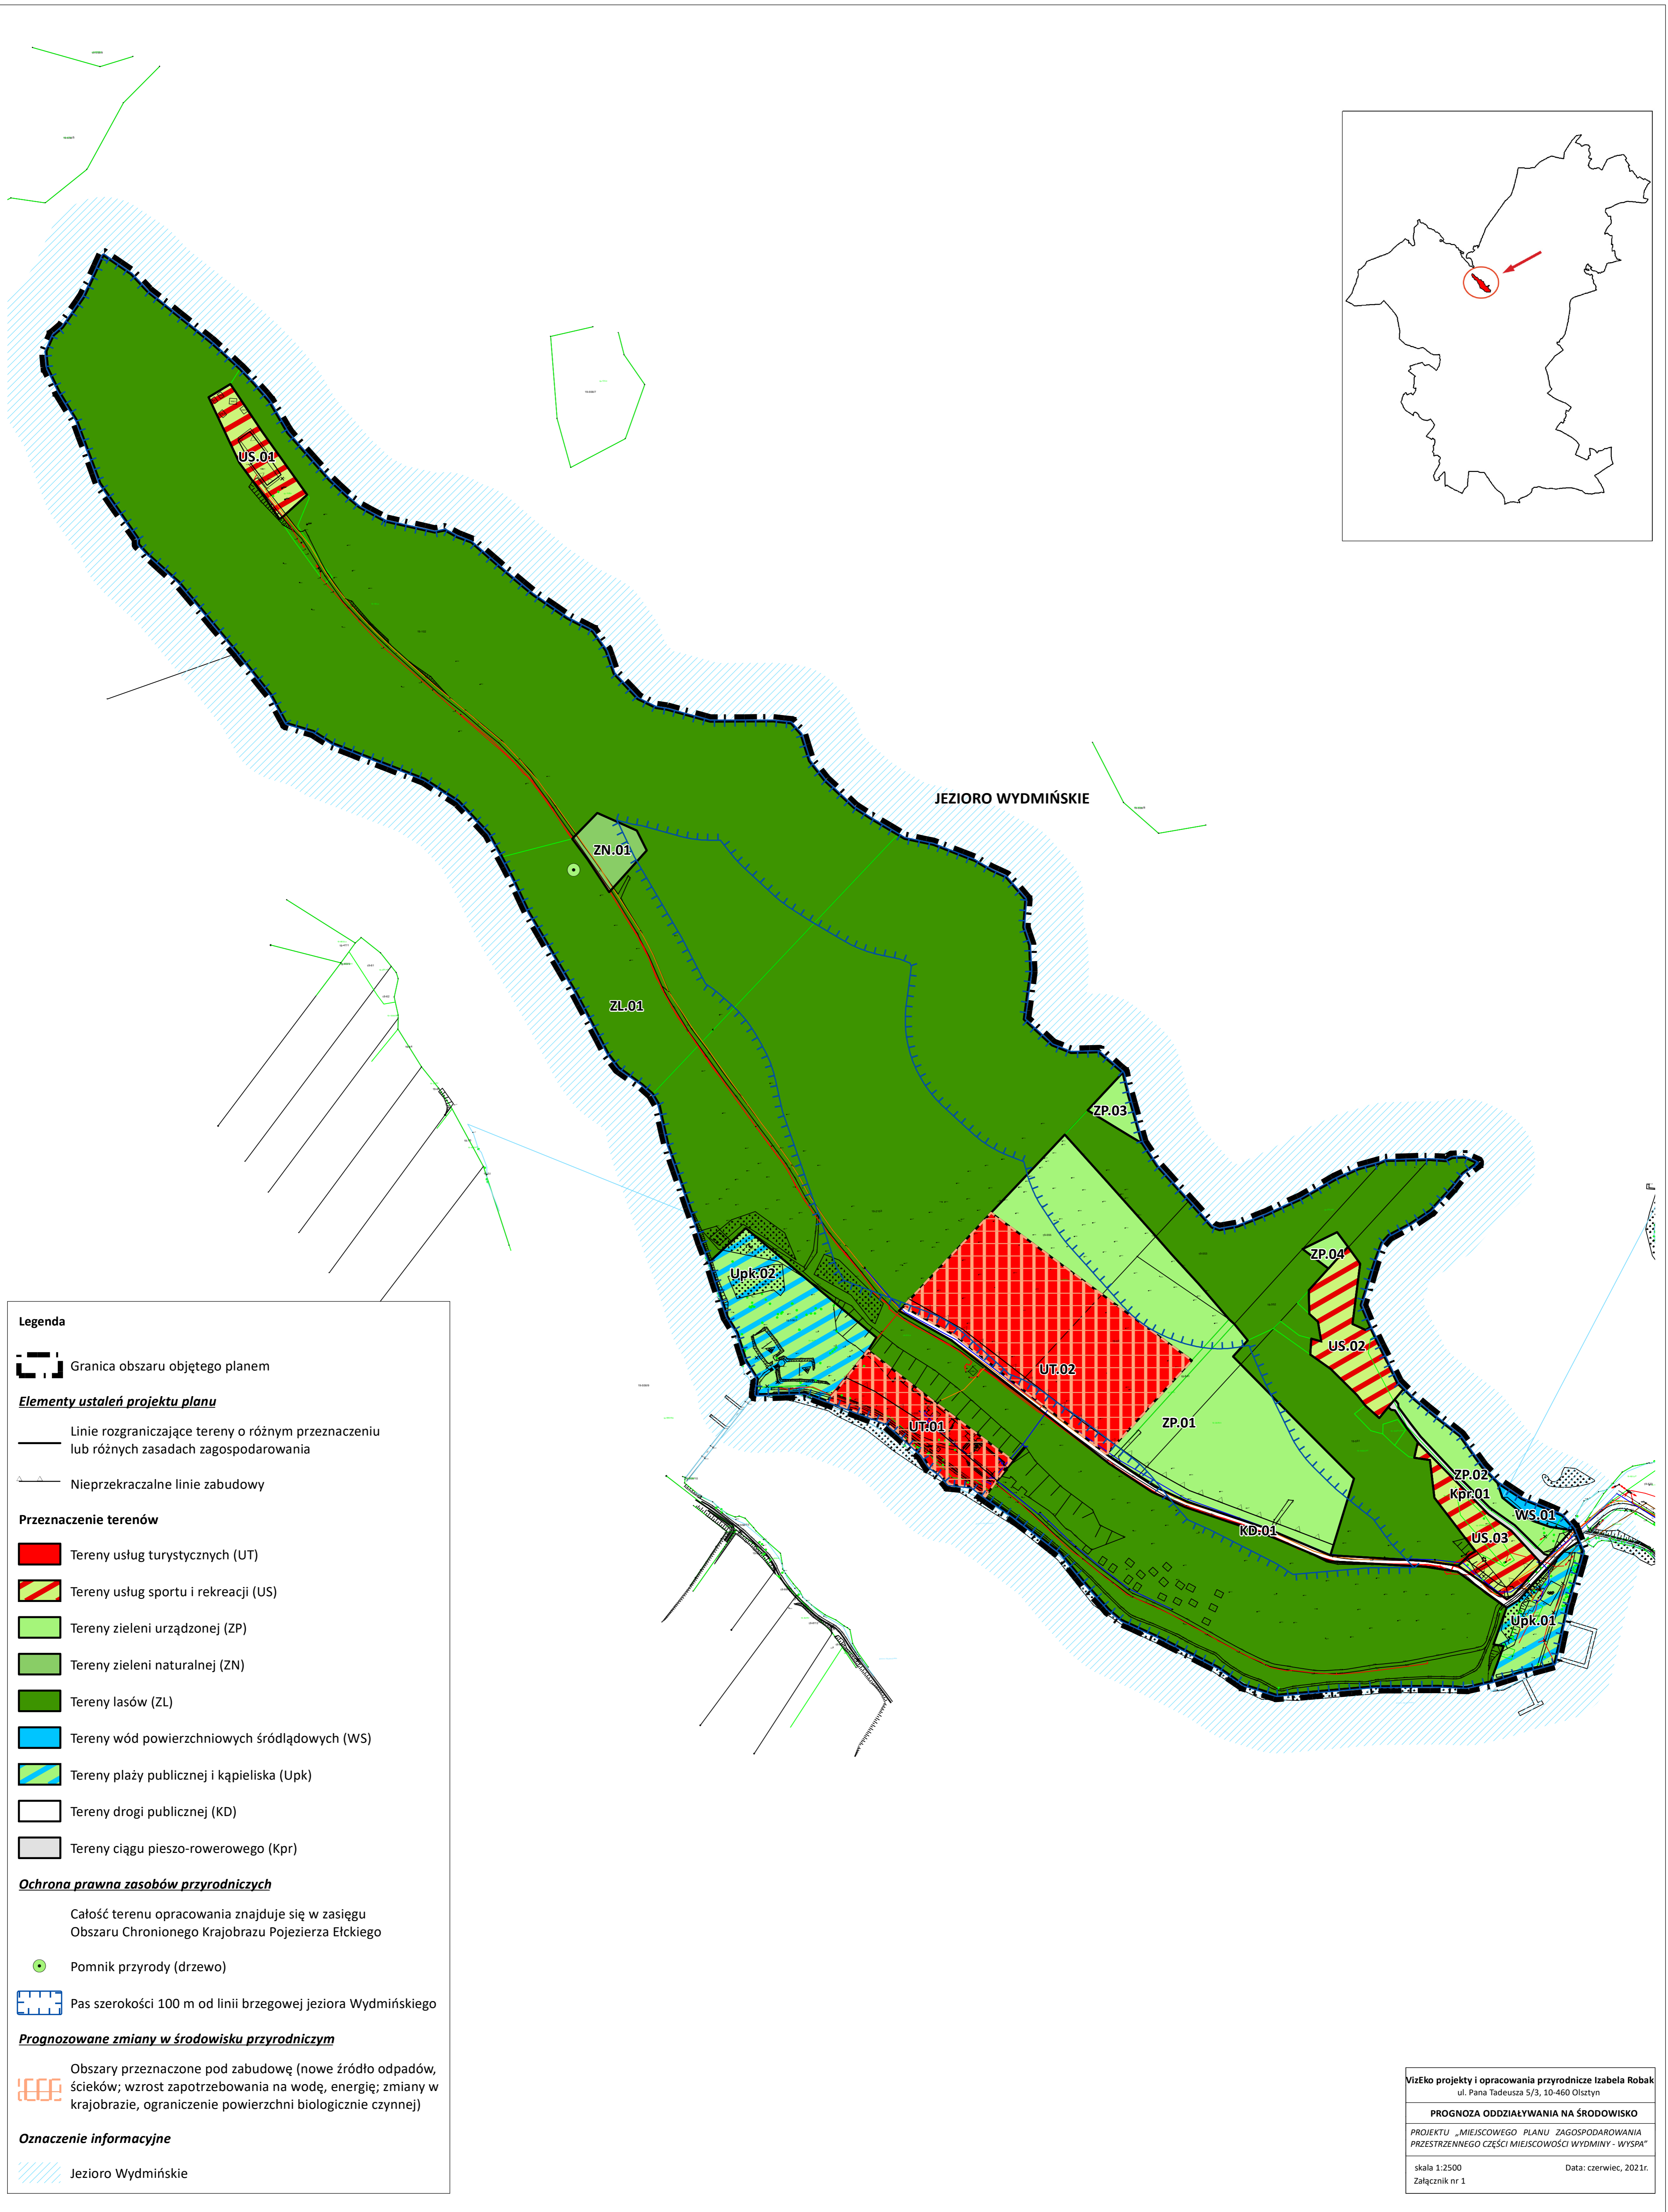 US.01
JEZIORO WYDMIŃSKIE
ZN.01
ZL.01
ZP.03
ZP.04
Upk.02
US.02
UT.02
ZP.01
UT.01
ZP.02
Kpr.01
WS.01
KD.01
US.03
Upk.01
Legenda
Granica obszaru objętego planem
Elementy ustaleń projektu planu
Linie rozgraniczające tereny o różnym przeznaczeniu
lub różnych zasadach zagospodarowania
Nieprzekraczalne linie zabudowy
Przeznaczenie terenów
Tereny usług turystycznych (UT)
Tereny usług sportu i rekreacji (US)
Tereny zieleni urządzonej (ZP)
Tereny zieleni naturalnej (ZN)
Tereny lasów (ZL)
Tereny wód powierzchniowych śródlądowych (WS)
Tereny plaży publicznej i kąpieliska (Upk)
Tereny drogi publicznej (KD)
Tereny ciągu pieszo-rowerowego (Kpr)
Ochrona prawna zasobów przyrodniczych
Całość terenu opracowania znajduje się w zasięgu
Obszaru Chronionego Krajobrazu Pojezierza Ełckiego
Pomnik przyrody (drzewo)
Pas szerokości 100 m od linii brzegowej jeziora Wydmińskiego
Prognozowane zmiany w środowisku przyrodniczym
Obszary przeznaczone pod zabudowę (nowe źródło odpadów,
ścieków; wzrost zapotrzebowania na wodę, energię; zmiany w
krajobrazie, ograniczenie powierzchni biologicznie czynnej)
Oznaczenie informacyjne
Jezioro Wydmińskie
VizEko projekty i opracowania przyrodnicze Izabela Robak
ul. Pana Tadeusza 5/3, 10-460 Olsztyn
PROGNOZA ODDZIAŁYWANIA NA ŚRODOWISKO
PROJEKTU „MIEJSCOWEGO PLANU ZAGOSPODAROWANIA
PRZESTRZENNEGO CZĘŚCI MIEJSCOWOŚCI WYDMINY - WYSPA"
skala 1:2500 Data: czerwiec, 2021r.
Załącznik nr 1